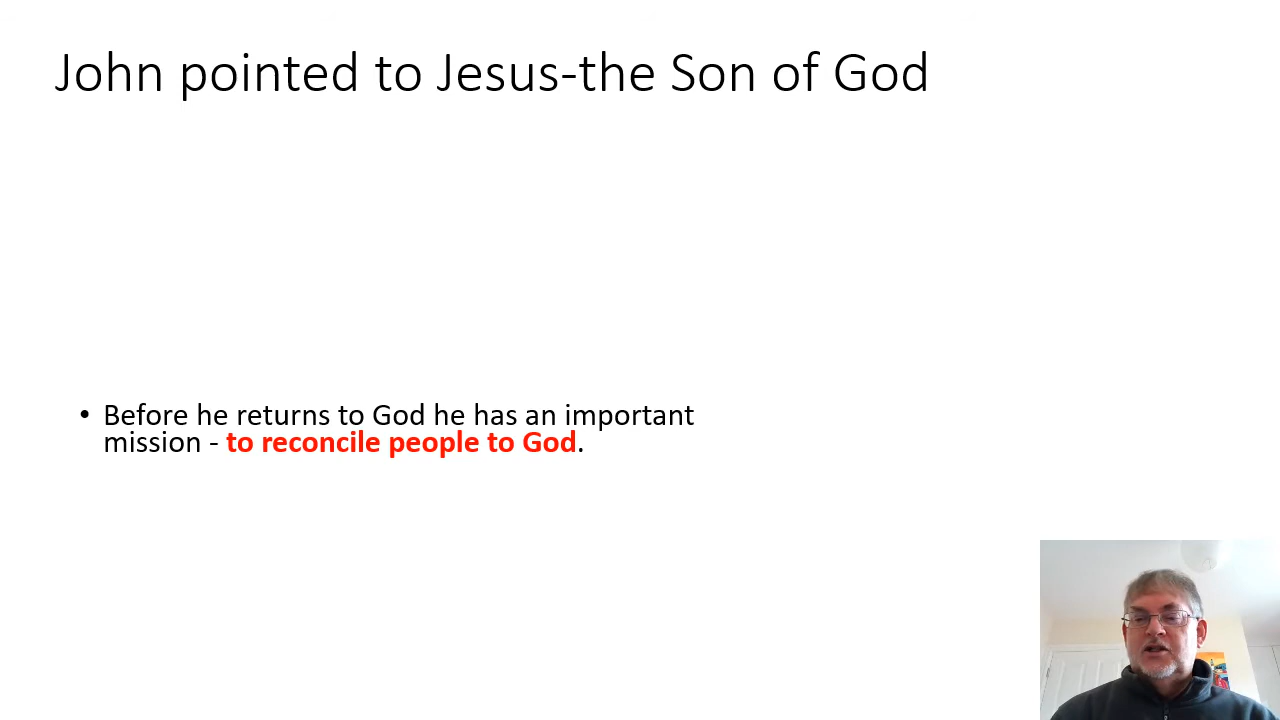 John pointed to Jesus-the Son of God
• Before he returns to God he has an important
mission - to reconcile people to God.